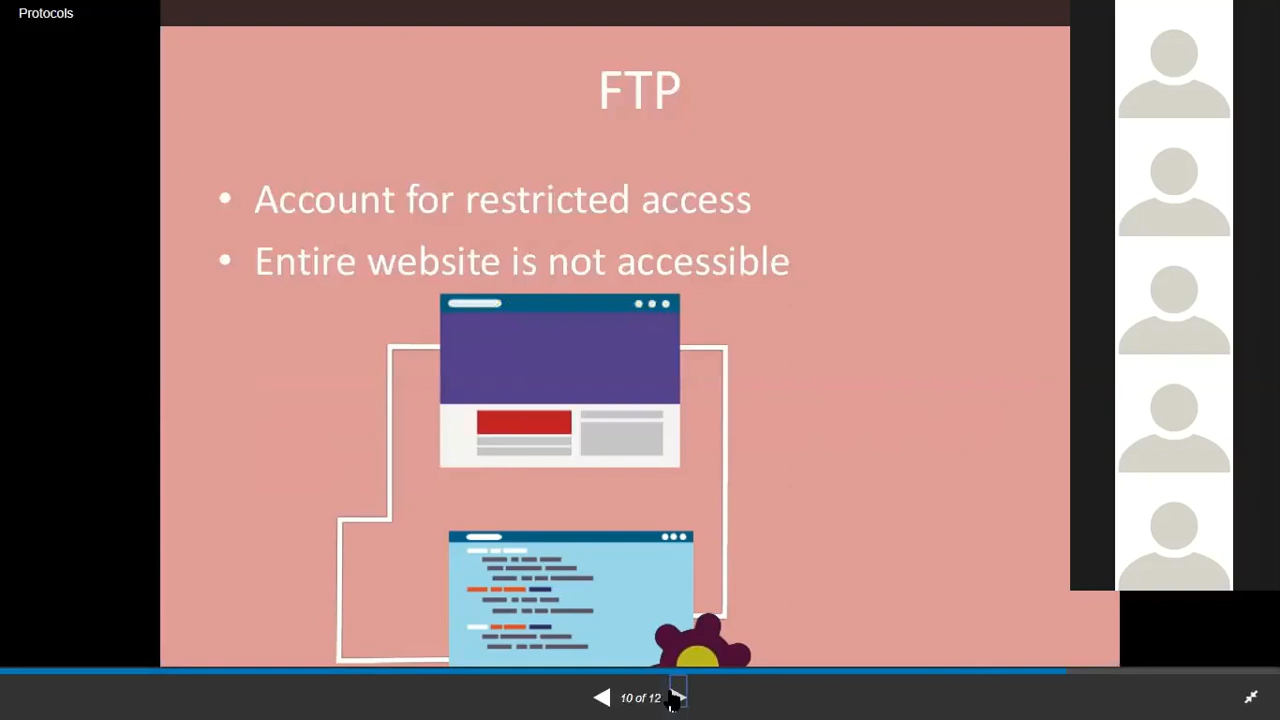 Protocols
FTP
• Account for restricted access
• Entire website is not accessible
10 of 12